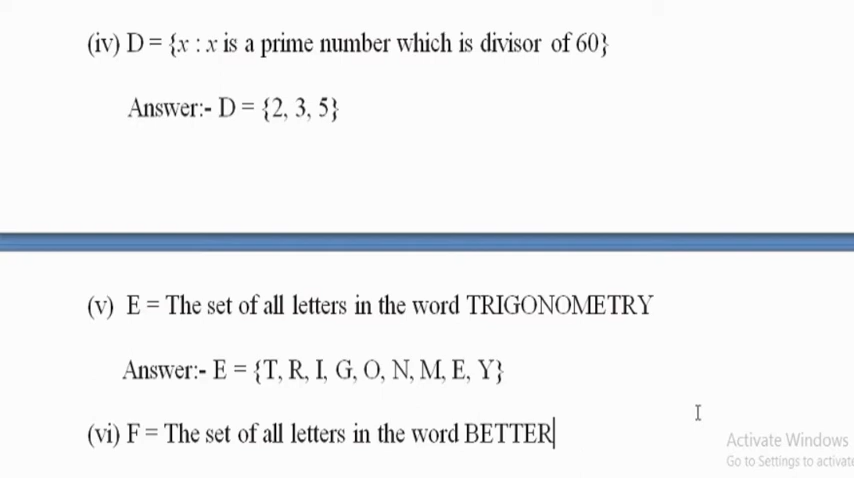 (iv) D = {x : x is a prime number which is divisor of 60}
Answer:- D = {2, 3, 5}
(v) E = The set of all letters in the word TRIGONOMETRY
Answer:- E = {T, R, I, G, O, N, M, E, Y}
(vi) F = The set of all letters in the word BETTER
Activate Windows
Go to Settings to activate